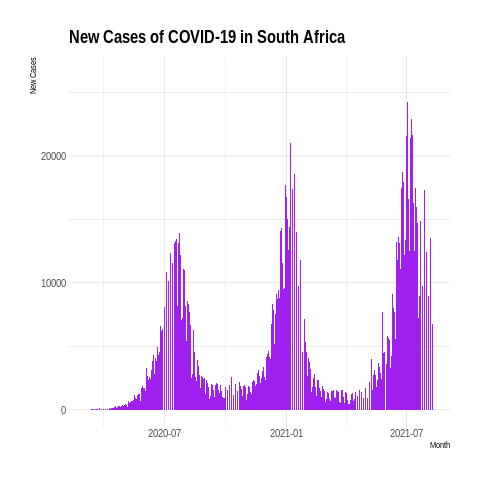 New Cases of COVID-19 in South Africa
New Cases
20000
10000
0
2020-07
2021-01
2021-07
Month